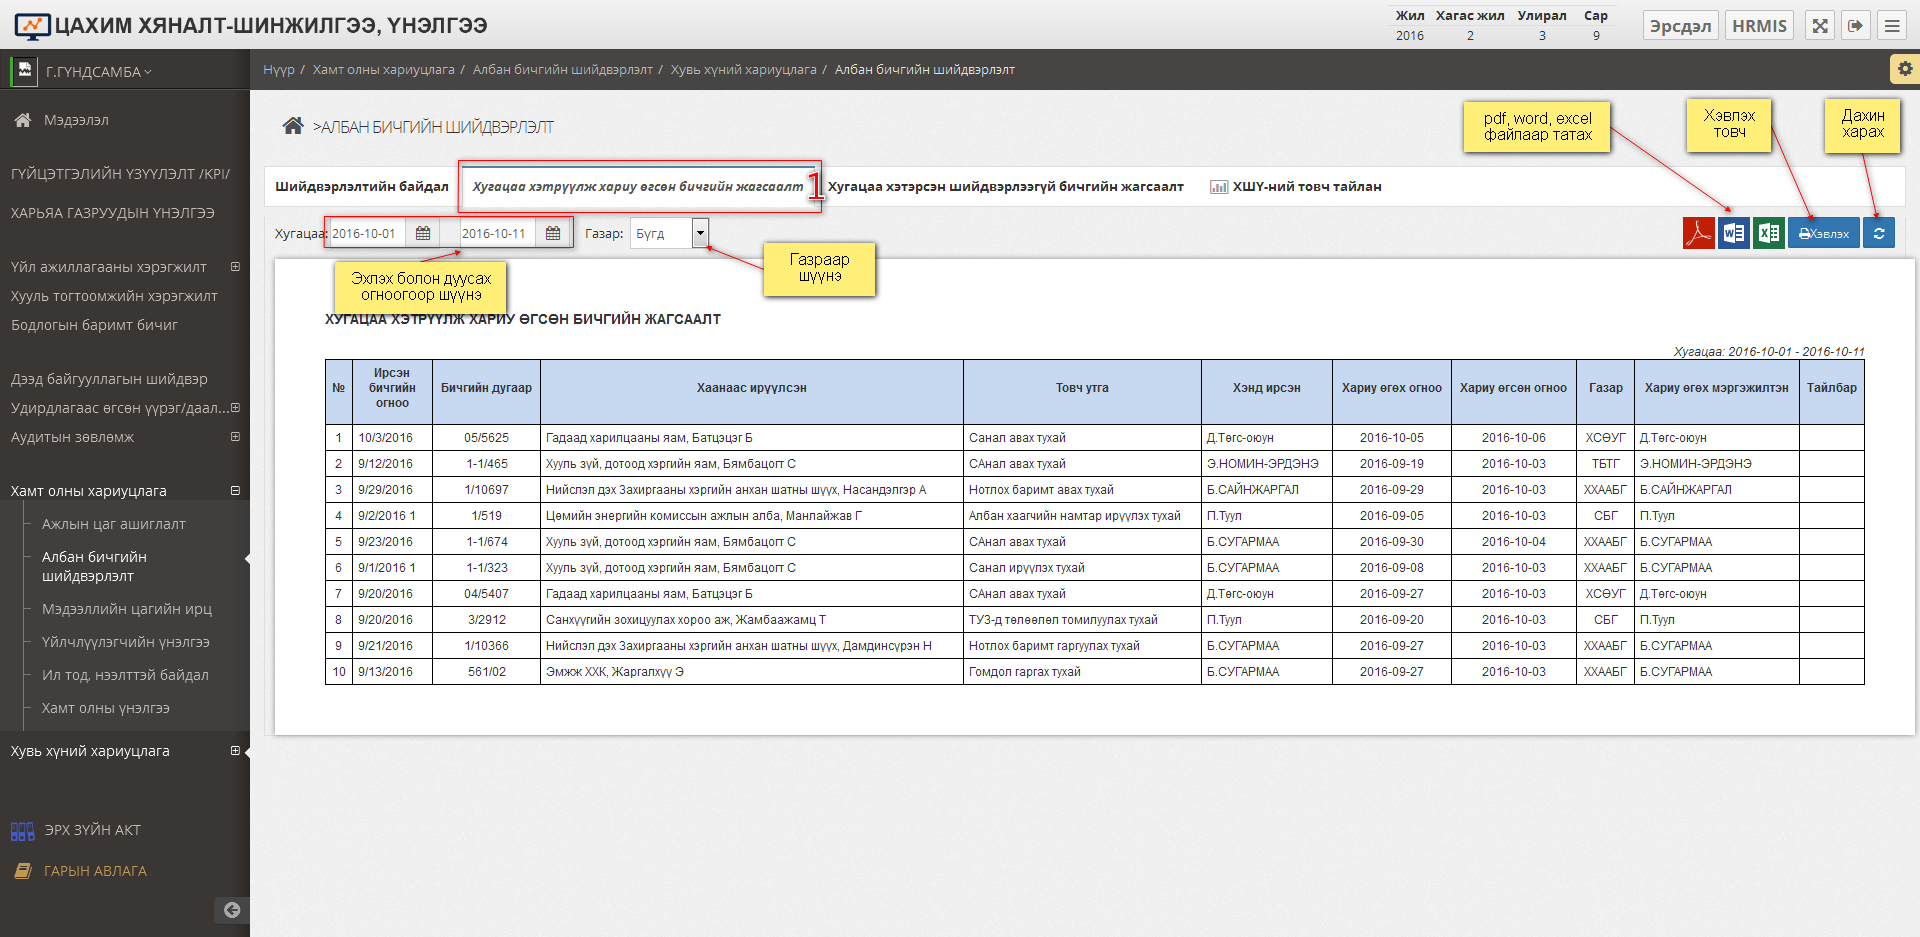 ЦАХИМ ХЯНАЛТ-ШИНЖИЛГЭЭ, ҮНЭЛГЭЭ
Жил Хагас жил Улирал Сар
2016 2 3 9
Эрсдэл HRMIS
Г.ГҮНДСАМБА
Нүүр / Хамт олны хариуцлага / Албан бичгийн шийдвэрлэлт / Хувь хүний хариуцлага / Албан бичгийн шийдвэрлэлт
Мэдээлэл
ГҮЙЦЭТГЭЛИЙН ҮЗҮҮЛЭЛТ /KPI/
ХАРЬЯА ГАЗРУУДЫН ҮНЭЛГЭЭ
Үйл ажиллагааны хэрэгжилт
Хууль тогтоомжийн хэрэгжилт
Бодлогын баримт бичиг
Дээд байгууллагын шийдвэр
Удирдлагаас өгсөн үүрэг/даал...
Аудитын зөвлөмж
Хамт олны хариуцлага
Ажлын цаг ашиглалт
Албан бичгийн
шийдвэрлэлт
Мэдээллийн цагийн ирц
Үйлчлүүлэгчийн үнэлгээ
Ил тод, нээлттэй байдал
Хамт олны үнэлгээ
Хувь хүний хариуцлага
ЭРХ ЗҮЙН АКТ
ГАРЫН АВЛАГА
>АЛБАН БИЧГИЙН ШИЙДВЭРЛЭЛТ
pdf, word, excel
файлаар татах
Хэвлэх
товч
Дахин
харах
Шийдвэрлэлтийн байдал Хугацаа хэтрүүлж хариу өгсөн бичгийн жагсаалт 1 Хугацаа хэтэрсэн шийдвэрлээгүй бичгийн жагсаалт ХШҮ-ний товч тайлан
Хугацаа: 2016-10-01 2016-10-11 Газар: Бүгд Хэвлэх
Эхлэх болон дуусах
огноогоор шүүнэ
Газраар
шүүнэ
ХУГАЦАА ХЭТРҮҮЛЖ ХАРИУ ӨГСӨН БИЧГИЙН ЖАГСААЛТ
Хугацаа: 2016-10-01 - 2016-10-11
№ Ирсэн бичгийн огноо Бичгийн дугаар Хаанаас ирүүлсэн Товч утга Хэнд ирсэн Хариу өгөх огноо Хариу өгсөн огноо Газар Хариу өгөх мэргэжилтэн Тайлбар
1 10/3/2016 05/5625 Гадаад харилцааны яам, Батцэцэг Б Санал авах тухай Д.Төгс-оюун 2016-10-05 2016-10-06 ХСӨУГ Д.Төгс-оюун
2 9/12/2016 1-1/465 Хууль зүй, дотоод хэргийн яам, Бямбацогт С САнал авах тухай Э.НОМИН-ЭРДЭНЭ 2016-09-19 2016-10-03 ТБТГ Э.НОМИН-ЭРДЭНЭ
3 9/29/2016 1/10697 Нийслэл дэх Захиргааны хэргийн анхан шатны шүүх, Насандэлгэр А Нотлох баримт авах тухай Б.САЙНЖАРГАЛ 2016-09-29 2016-10-03 ХХААБГ Б.САЙНЖАРГАЛ
4 9/2/2016 1 1/519 Цөмийн энергийн комиссын ажлын алба, Манлайжав Г Албан хаагчийн намтар ирүүлэх тухай П.Туул 2016-09-05 2016-10-03 СБГ П.Туул
5 9/23/2016 1-1/674 Хууль зүй, дотоод хэргийн яам, Бямбацогт С САнал авах тухай Б.СУГАРМАА 2016-09-30 2016-10-04 ХХААБГ Б.СУГАРМАА
6 9/1/2016 1 1-1/323 Хууль зүй, дотоод хэргийн яам, Бямбацогт С Санал ирүүлэх тухай Б.СУГАРМАА 2016-09-08 2016-10-03 ХХААБГ Б.СУГАРМАА
7 9/20/2016 04/5407 Гадаад харилцааны яам, Батцэцэг Б САнал авах тухай Д.Төгс-оюун 2016-09-27 2016-10-03 ХСӨУГ Д.Төгс-оюун
8 9/20/2016 3/2912 Санхүүгийн зохицуулах хороо аж, Жамбаажамц Т ТУЗ-д төлөөлөл томилуулах тухай П.Туул 2016-09-20 2016-10-03 СБГ П.Туул
9 9/21/2016 1/10366 Нийслэл дэх Захиргааны хэргийн анхан шатны шүүх, Дамдинсүрэн Н Нотлох баримт гаргуулах тухай Б.СУГАРМАА 2016-09-27 2016-10-03 ХХААБГ Б.СУГАРМАА
10 9/13/2016 561/02 Эмжж ХХК, Жаргалхүү Э Гомдол гаргах тухай Б.СУГАРМАА 2016-09-27 2016-10-03 ХХААБГ Б.СУГАРМАА